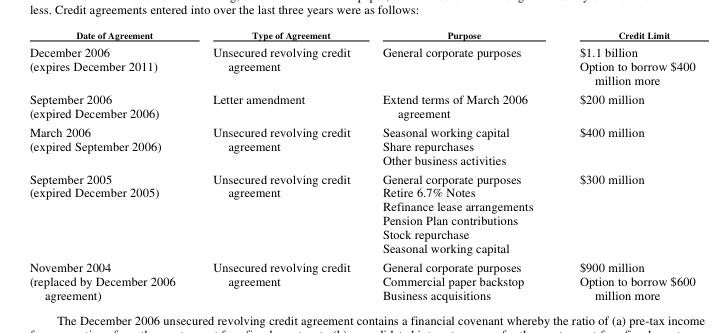 less. Credit agreements entered into over the last three years were as follows:
Date of Agreement Type of Agreement Purpose Credit Limit
December 2006 Unsecured revolving credit General corporate purposes $1.1 billion
(expires December 2011) agreement Option to borrow $400
million more
September 2006 Letter amendment Extend terms of March 2006 $200 million
(expired December 2006) agreement
March 2006 Unsecured revolving credit Seasonal working capital $400 million
(expired September 2006) agreement Share repurchases
Other business activities
September 2005 Unsecured revolving credit General corporate purposes $300 million
(expired December 2005) agreement Retire 6.7% Notes
Refinance lease arrangements
Pension Plan contributions
Stock repurchase
Seasonal working capital
November 2004 Unsecured revolving credit General corporate purposes $900 million
(replaced by December 2006 agreement Commercial paper backstop Option to borrow $600
agreement) Business acquisitions million more
The December 2006 unsecured revolving credit agreement contains a financial covenant whereby the ratio of (a) pre-tax income